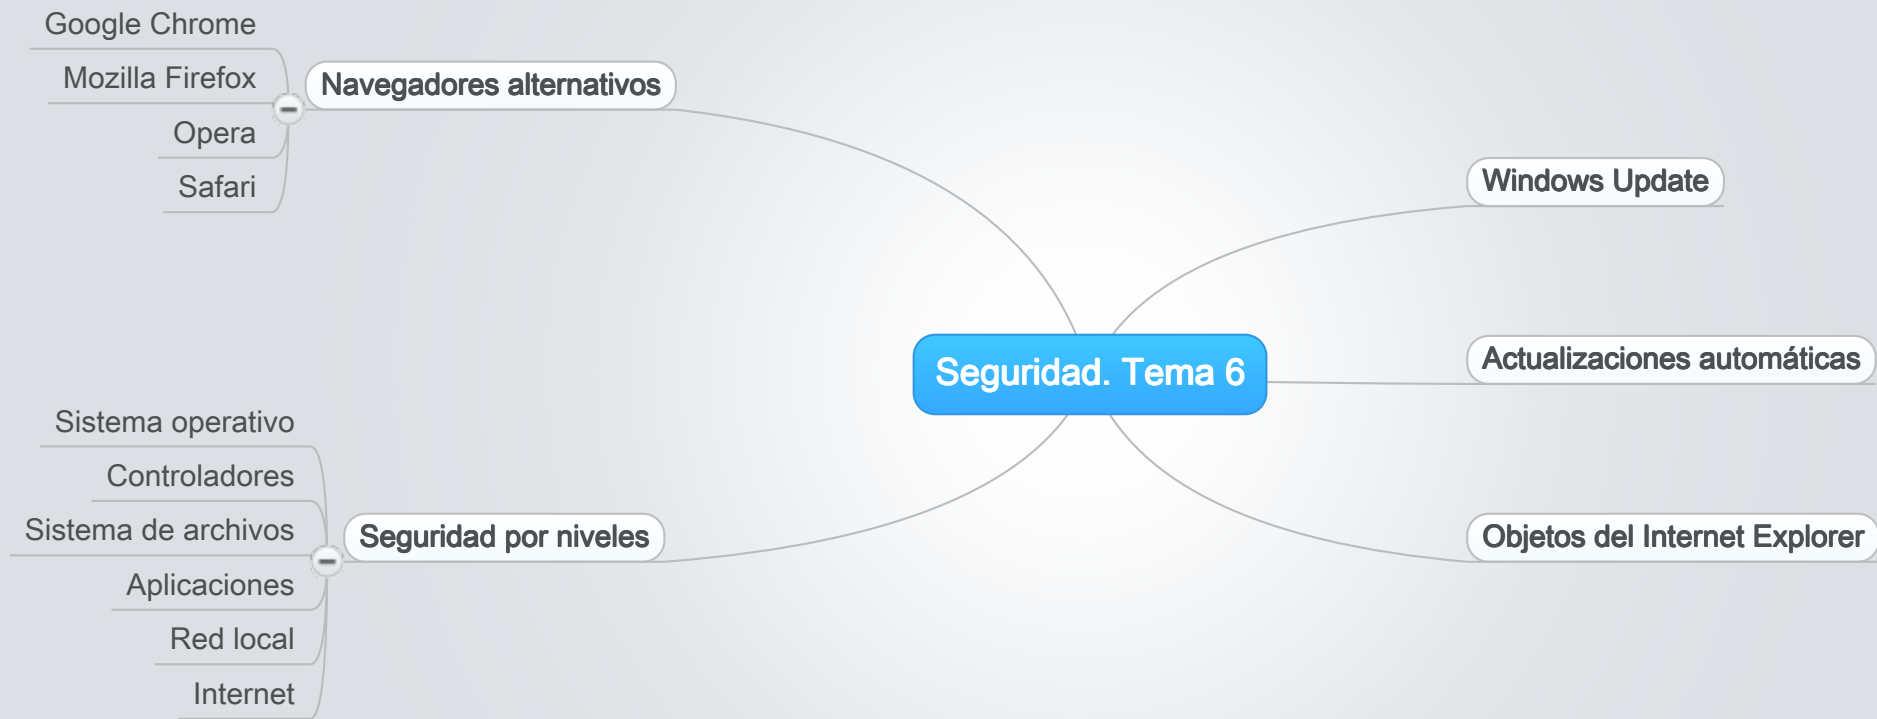 Google Chrome
Mozilla Firefox
Opera
Safari
Navegadores alternativos
Windows Update
Seguridad. Tema 6
Actualizaciones automáticas
Sistema operativo
Controladores
Sistema de archivos
Aplicaciones
Red local
Internet
Seguridad por niveles
Objetos del Internet Explorer